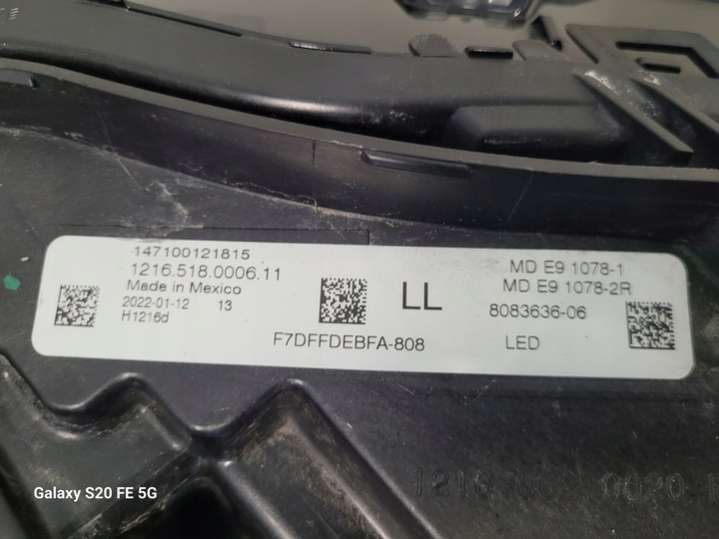 147100121815
1216.518.0006.11
Made in Mexico
2022-01-12 13
H1216d
LL
F7DFFDEBFA-808
MD E9 1078-1
MD E9 1078-2R
8083636-06
LED
Galaxy S20 FE 5G